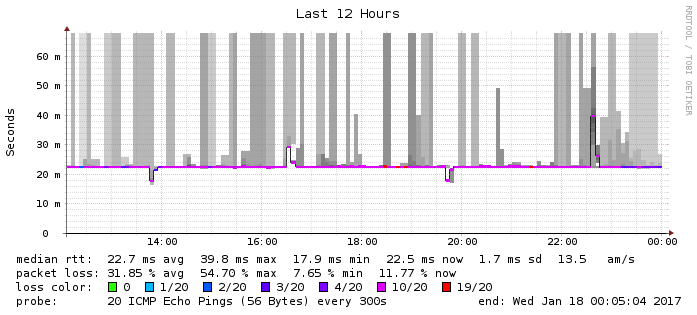 Last 12 Hours
RRDTOOL / TOBI OETIKER
Seconds
60 m
50 m
40 m
30 m
20 m
10 m
0
14:00 16:00 18:00 20:00 22:00 00:00
median rtt: 22.7 ms avg 39.8 ms max 17.9 ms min 22.5 ms now 1.7 ms sd 13.5 am/s
packet loss: 31.85 % avg 54.70 % max 7.65 % min 11.77 % now
loss color: 0 1/20 2/20 3/20 4/20 10/20 19/20
probe: 20 ICMP Echo Pings (56 Bytes) every 300s end: Wed Jan 18 00:05:04 2017